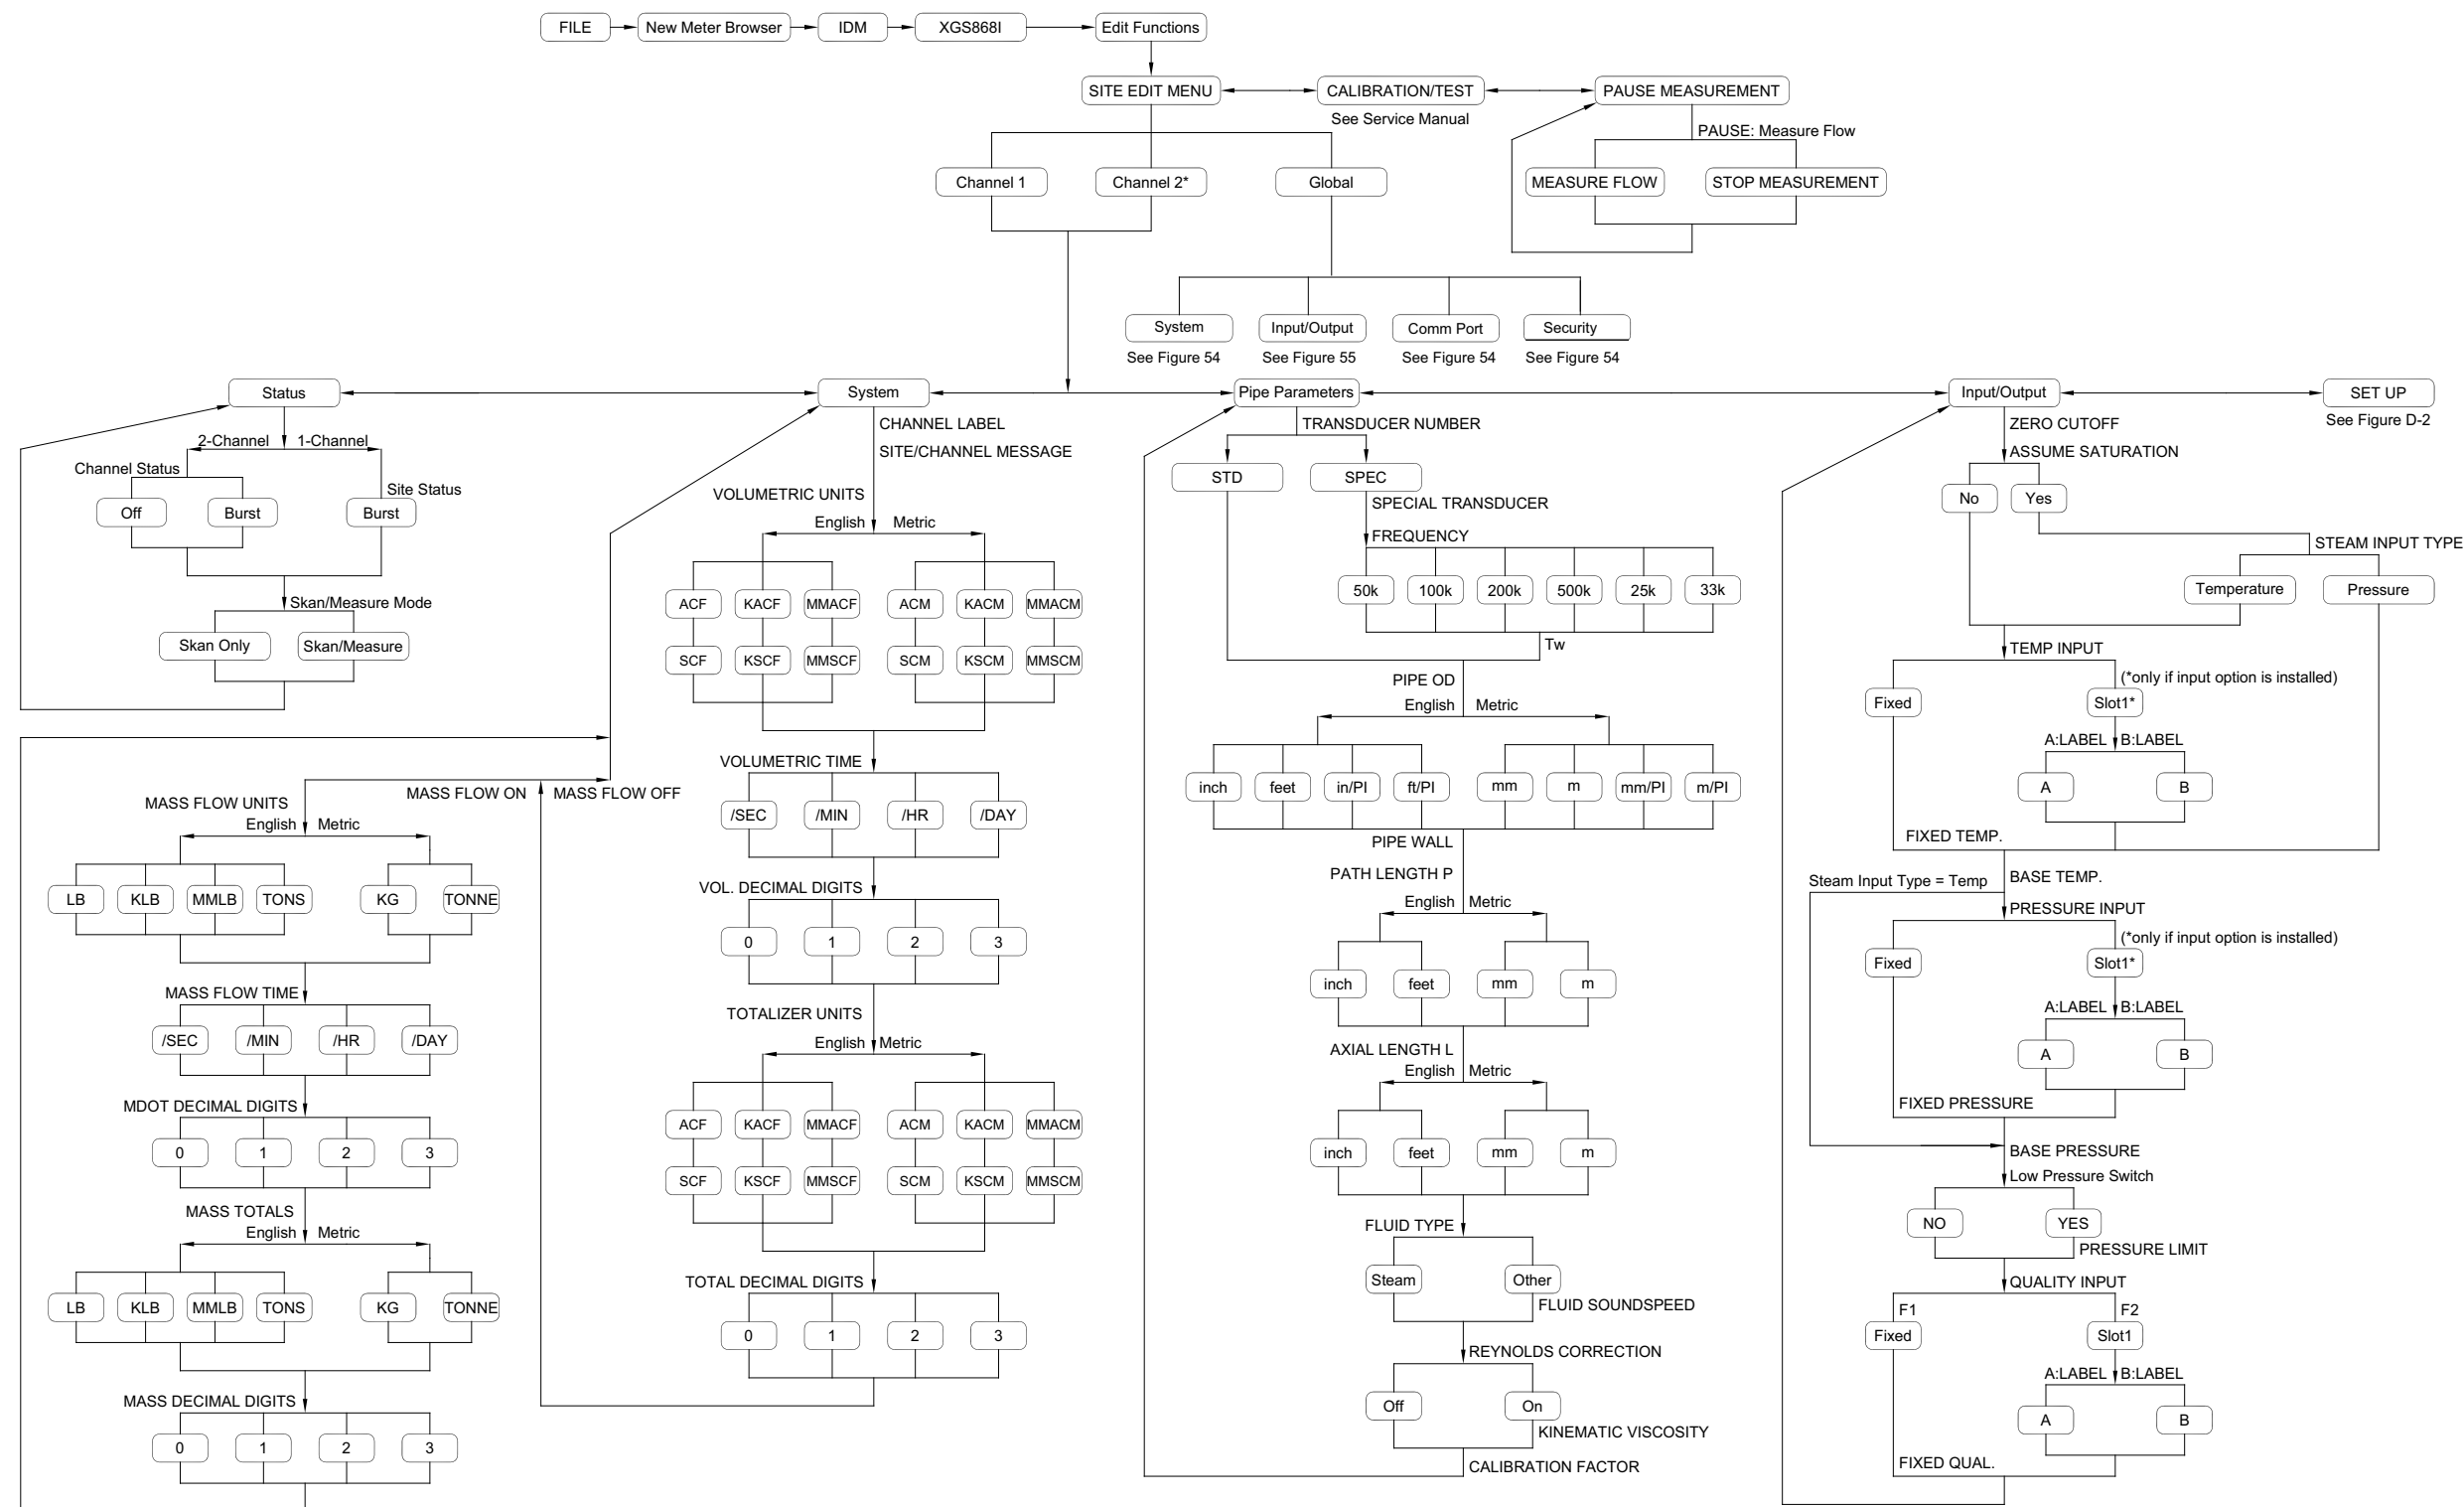 FILE
New Meter Browser
IDM
XGS868I
Edit Functions
SITE EDIT MENU
CALIBRATION/TEST
See Service Manual
PAUSE MEASUREMENT
PAUSE: Measure Flow
MEASURE FLOW
STOP MEASUREMENT
Channel 1
Channel 2*
Global
System
Input/Output
Comm Port
Security
See Figure 54
See Figure 55
See Figure 54
See Figure 54
Status
2-Channel
1-Channel
Channel Status
Off
Burst
Site Status
Burst
Skan/Measure Mode
Skan Only
Skan/Measure
System
CHANNEL LABEL
SITE/CHANNEL MESSAGE
VOLUMETRIC UNITS
English
Metric
ACF
KACF
MMACF
ACM
KACM
MMACM
SCF
KSCF
MMSCF
SCM
KSCM
MMSCM
VOLUMETRIC TIME
/SEC
/MIN
/HR
/DAY
VOL. DECIMAL DIGITS
0
1
2
3
TOTALIZER UNITS
English
Metric
ACF
KACF
MMACF
ACM
KACM
MMACM
SCF
KSCF
MMSCF
SCM
KSCM
MMSCM
TOTAL DECIMAL DIGITS
0
1
2
3
MASS FLOW ON
MASS FLOW OFF
MASS FLOW UNITS
English
Metric
LB
KLB
MMLB
TONS
KG
TONNE
MASS FLOW TIME
/SEC
/MIN
/HR
/DAY
MDOT DECIMAL DIGITS
0
1
2
3
MASS TOTALS
English
Metric
LB
KLB
MMLB
TONS
KG
TONNE
MASS DECIMAL DIGITS
0
1
2
3
Pipe Parameters
TRANSDUCER NUMBER
STD
SPEC
SPECIAL TRANSDUCER
FREQUENCY
50k
100k
200k
500k
25k
33k
Tw
PIPE OD
English
Metric
inch
feet
in/PI
ft/PI
mm
m
mm/PI
m/PI
PIPE WALL
PATH LENGTH P
English
Metric
inch
feet
mm
m
AXIAL LENGTH L
English
Metric
inch
feet
mm
m
FLUID TYPE
Steam
Other
FLUID SOUNDSPEED
REYNOLDS CORRECTION
Off
On
KINEMATIC VISCOSITY
CALIBRATION FACTOR
Input/Output
ZERO CUTOFF
ASSUME SATURATION
No
Yes
STEAM INPUT TYPE
Temperature
Pressure
TEMP INPUT
(*only if input option is installed)
Fixed
Slot1*
A:LABEL
B:LABEL
A
B
FIXED TEMP.
BASE TEMP.
Steam Input Type = Temp
PRESSURE INPUT
(*only if input option is installed)
Fixed
Slot1*
A:LABEL
B:LABEL
A
B
FIXED PRESSURE
BASE PRESSURE
Low Pressure Switch
NO
YES
PRESSURE LIMIT
QUALITY INPUT
F1
F2
Fixed
Slot1
A:LABEL
B:LABEL
A
B
FIXED QUAL.
SET UP
See Figure D-2